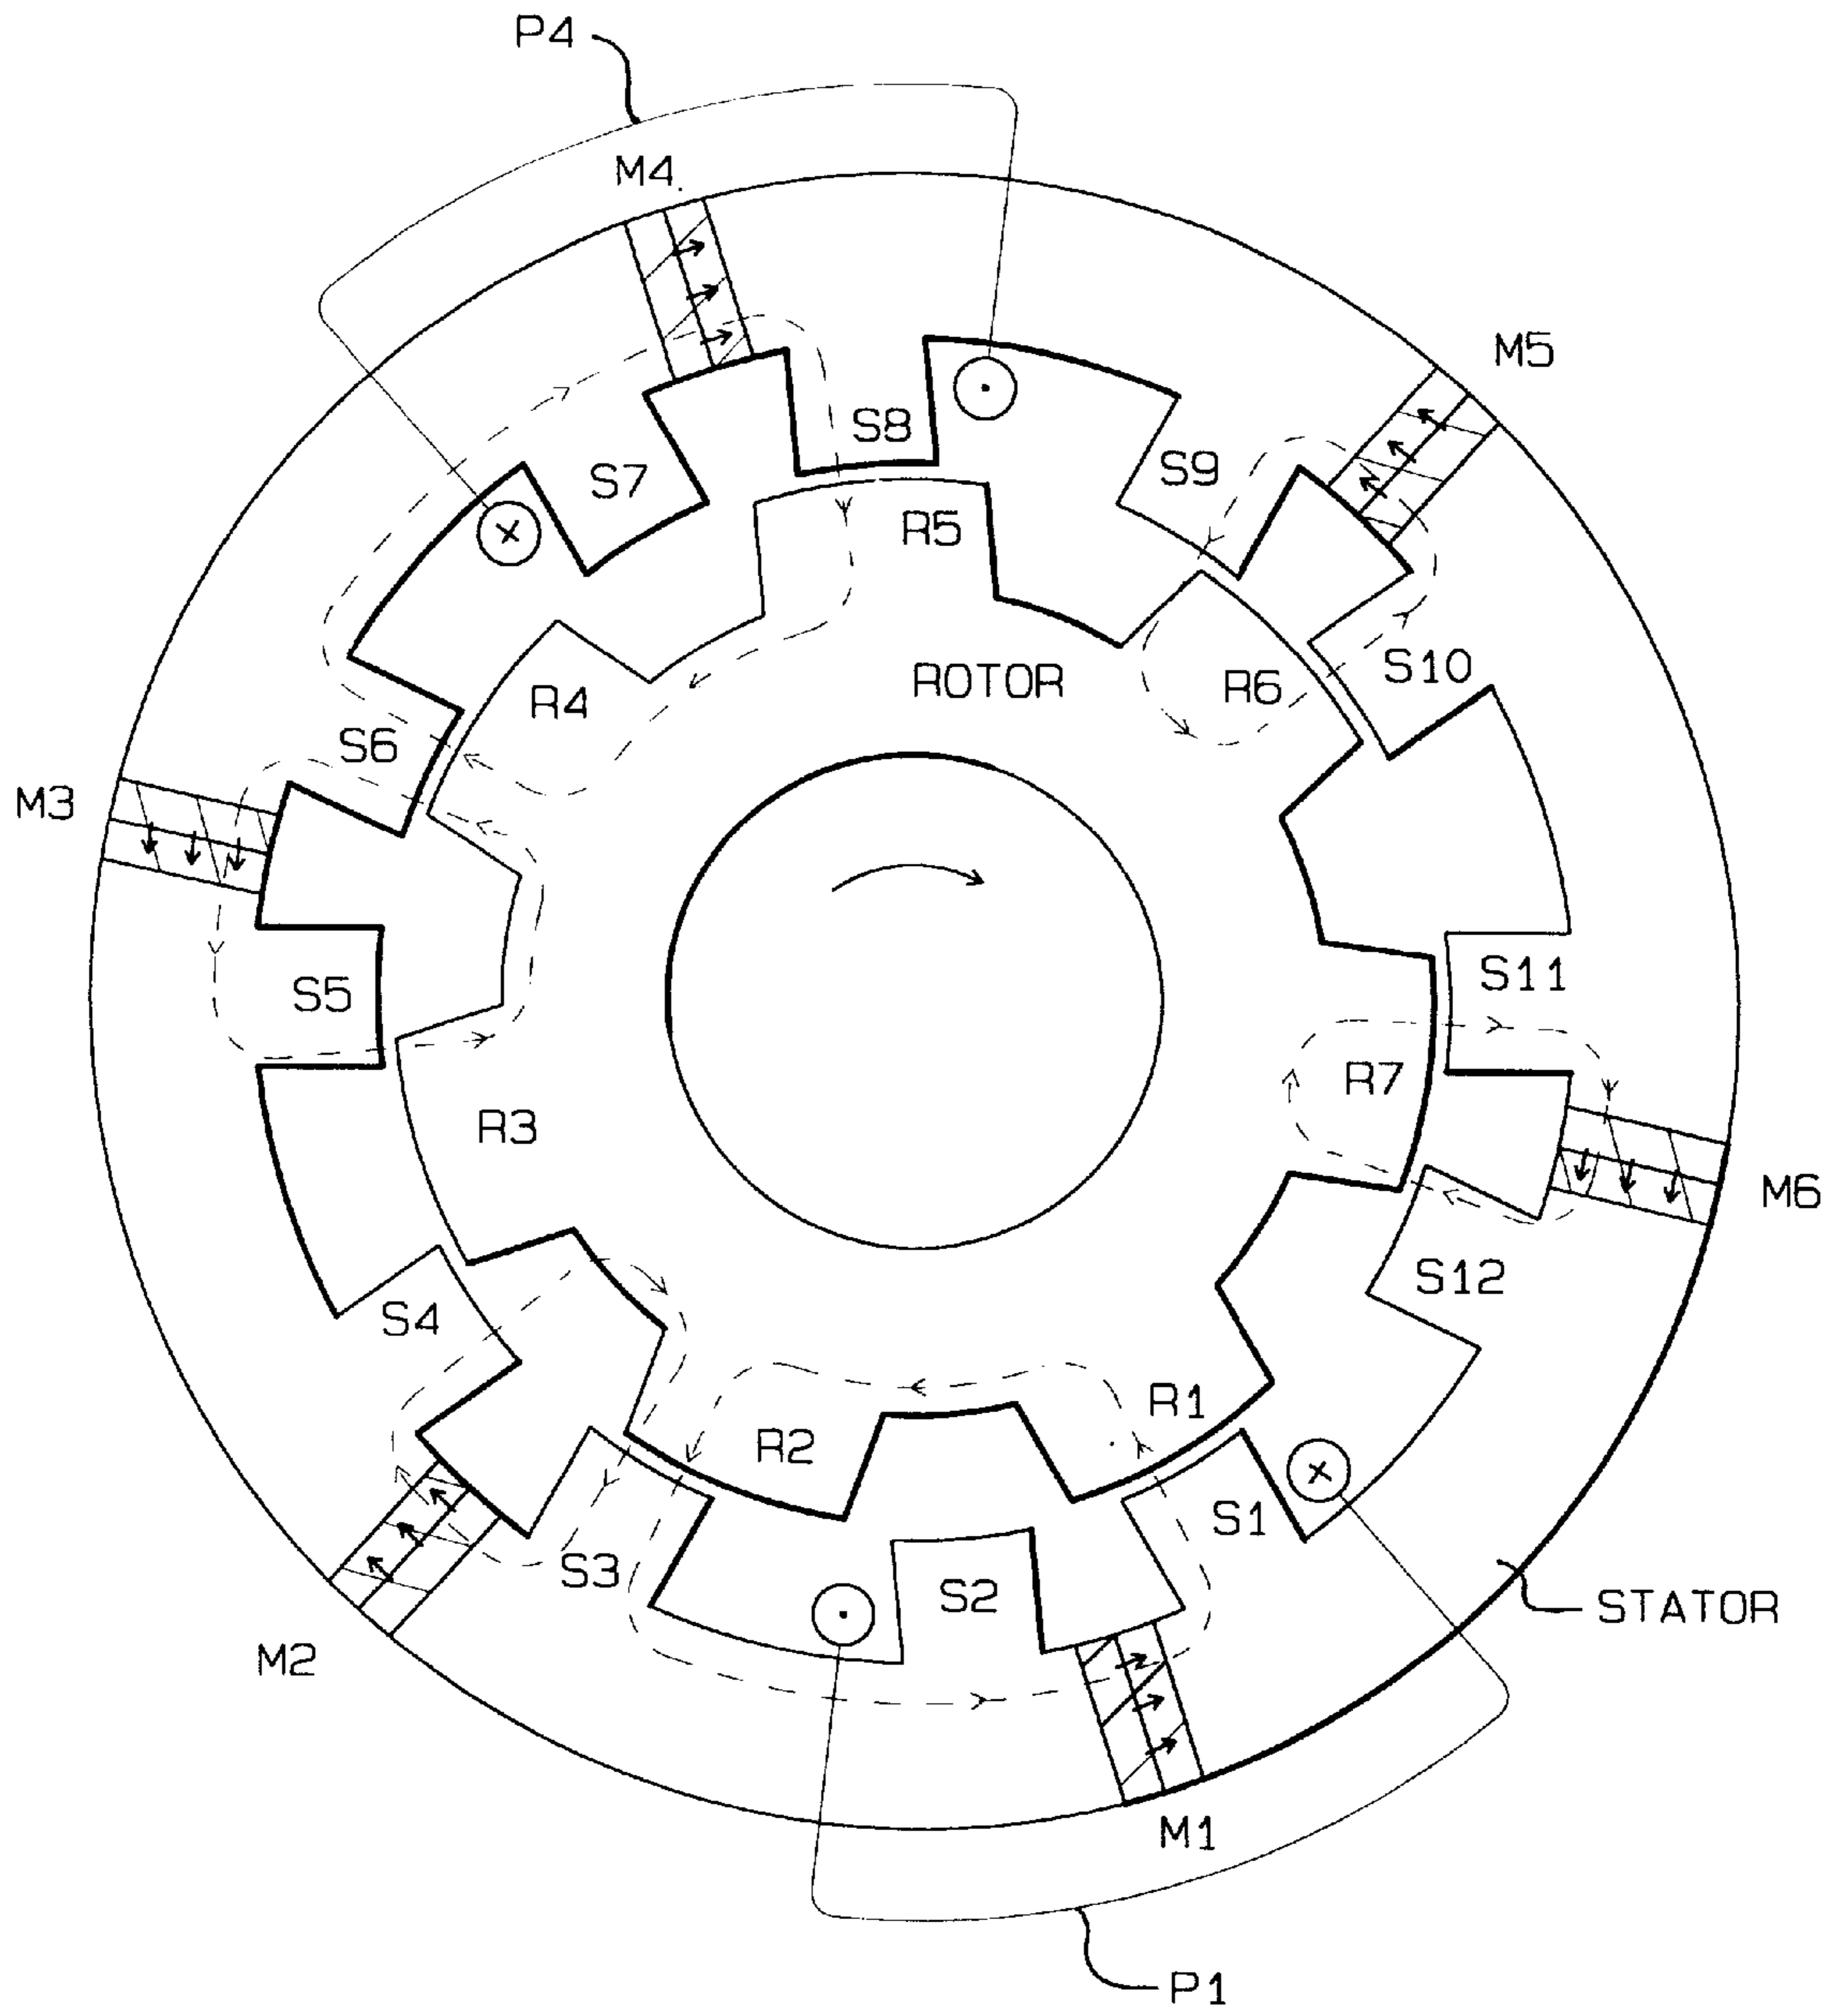 P4
M4.
M5
S8
S9
S7
R5
S10
ROTOR
R6
R4
S6
M3
S11
S5
R7
R3
M6
S12
S4
R1
R2
S1
S3
S2
STATOR
M2
M1
P1